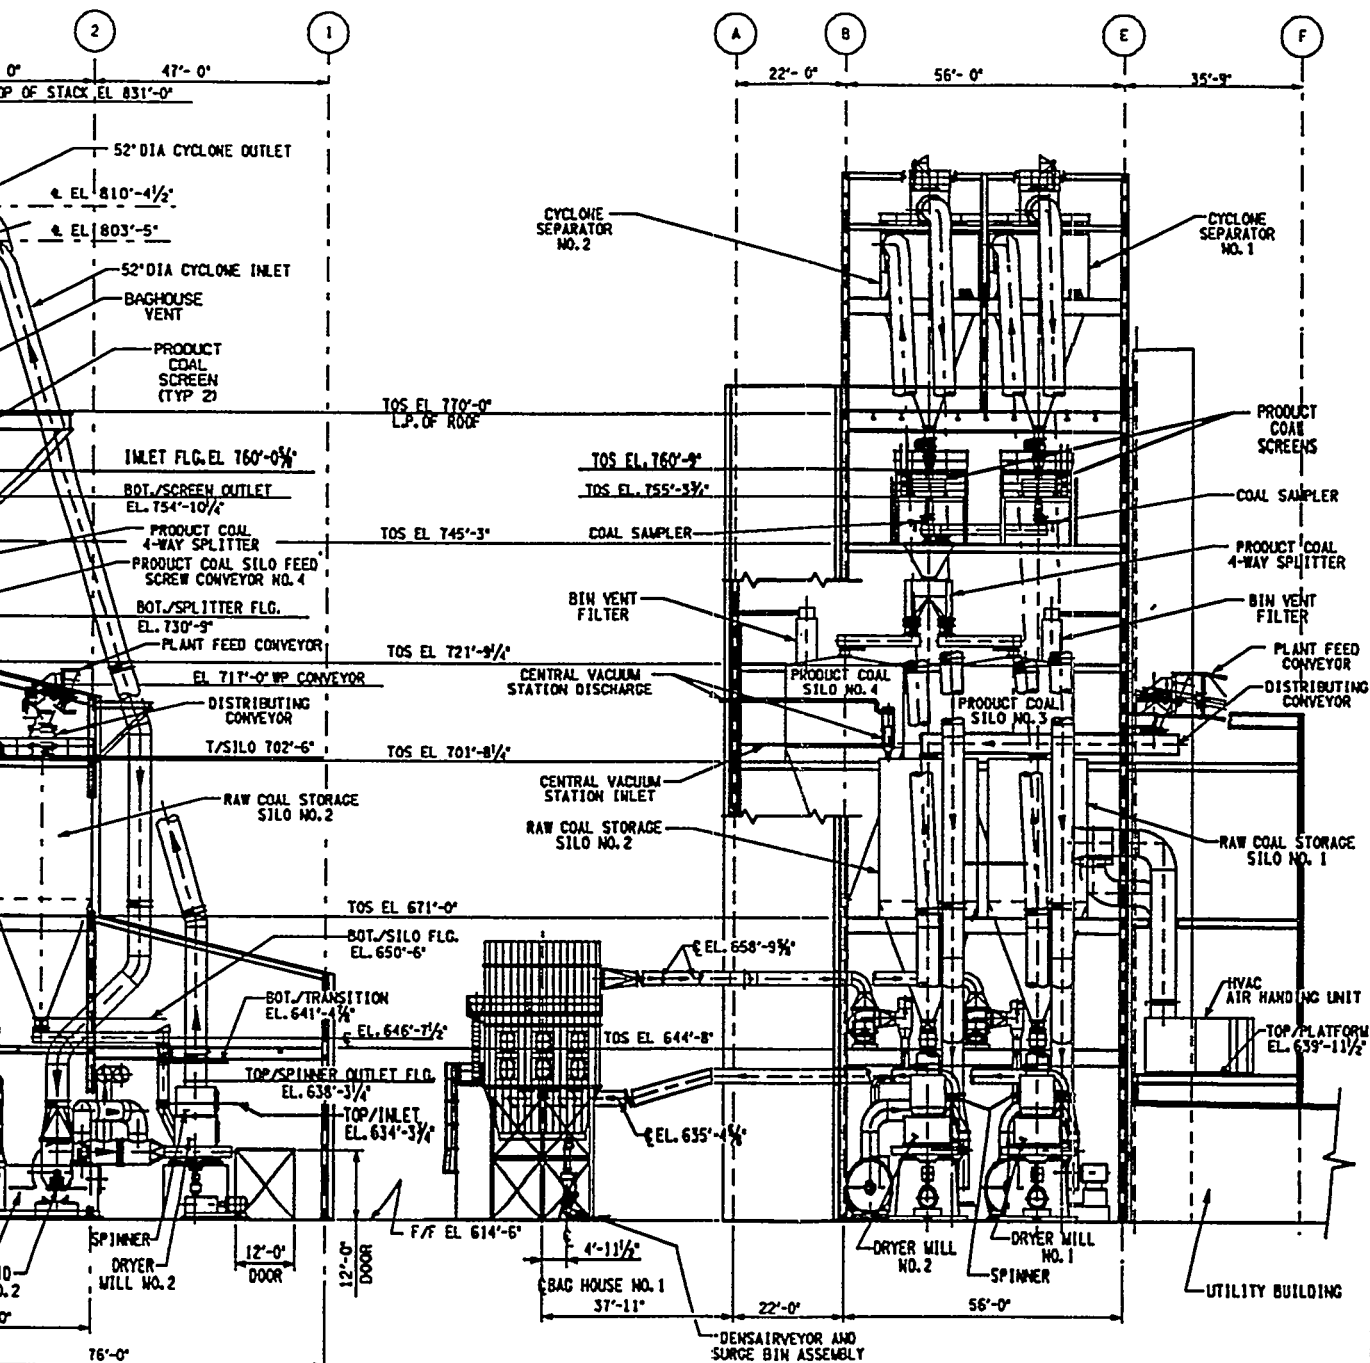 2
1
A
B
E
F
0"
47'- 0"
22'- 0"
56'- 0"
35'-9"
OP OF STACK EL 831'-0"
52" DIA CYCLONE OUTLET
℄ EL 810'-4½"
℄ EL 803'-5"
52" DIA CYCLONE INLET
BAGHOUSE
VENT
PRODUCT
COAL
SCREEN
(TYP 2)
CYCLONE
SEPARATOR
NO.2
CYCLONE
SEPARATOR
NO.1
TOS EL 770'-0"
L.P. OF ROOF
PRODUCT
COAL
SCREENS
INLET FLG. EL 760'-0⅝"
TOS EL. 760'-9"
BOT./SCREEN OUTLET
EL. 754'-10¼"
TOS EL. 755'-3¾"
COAL SAMPLER
COAL SAMPLER
PRODUCT COAL
4-WAY SPLITTER
TOS EL 745'-3"
PRODUCT COAL
4-WAY SPLITTER
PRODUCT COAL SILO FEED
SCREW CONVEYOR NO.4
BIN VENT
FILTER
BIN VENT
FILTER
BOT./SPLITTER FLG.
EL. 730'-9"
PLANT FEED CONVEYOR
TOS EL 721'-9¼"
PLANT FEED
CONVEYOR
EL 717'-0" WP CONVEYOR
CENTRAL VACUUM
STATION DISCHARGE
PRODUCT COAL
SILO NO.4
PRODUCT COAL
SILO NO.3
DISTRIBUTING
CONVEYOR
DISTRIBUTING
CONVEYOR
T/SILO 702'-6"
TOS EL 701'-8¼"
CENTRAL VACUUM
STATION INLET
RAW COAL STORAGE
SILO NO.2
RAW COAL STORAGE
SILO NO.2
RAW COAL STORAGE
SILO NO. 1
TOS EL 671'-0"
BOT./SILO FLG.
EL. 650'-6"
℄ EL. 658'-9⅝"
BOT./TRANSITION
EL. 641'-4⅞"
HVAC
AIR HANDING UNIT
℄ EL. 646'-7½"
TOS EL 644'-8"
TOP/PLATFORM
EL. 639'-11½"
TOP/SPINNER OUTLET FLG.
EL. 638'-3¼"
TOP/INLET
EL. 634'-3¾"
℄ EL. 635'-4⅝"
F/F EL 614'-6"
SPINNER
DRYER
MILL NO.2
12'-0"
DOOR
12'-0"
DOOR
4'-11½"
℄ BAG HOUSE NO.1
DRYER MILL
NO.2
DRYER MILL
NO.1
SPINNER
UTILITY BUILDING
37'-11"
22'-0"
56'-0"
DENSAIRVEYOR AND
SURGE BIN ASSEMBLY
76'-0"